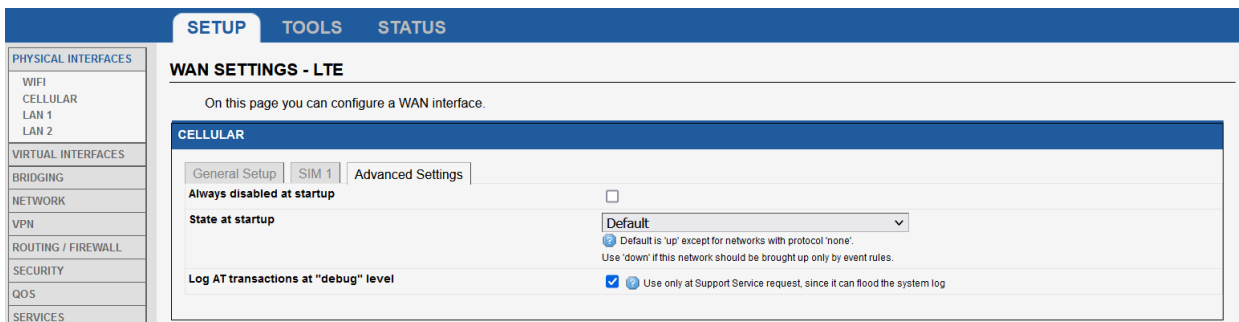 SETUP TOOLS STATUS
PHYSICAL INTERFACES
WIFI
CELLULAR
LAN 1
LAN 2
VIRTUAL INTERFACES
BRIDGING
NETWORK
VPN
ROUTING / FIREWALL
SECURITY
QOS
SERVICES
WAN SETTINGS - LTE
On this page you can configure a WAN interface.
CELLULAR
General Setup SIM 1 Advanced Settings
Always disabled at startup
State at startup Default
Default is 'up' except for networks with protocol 'none'.
Use 'down' if this network should be brought up only by event rules.
Log AT transactions at "debug" level Use only at Support Service request, since it can flood the system log